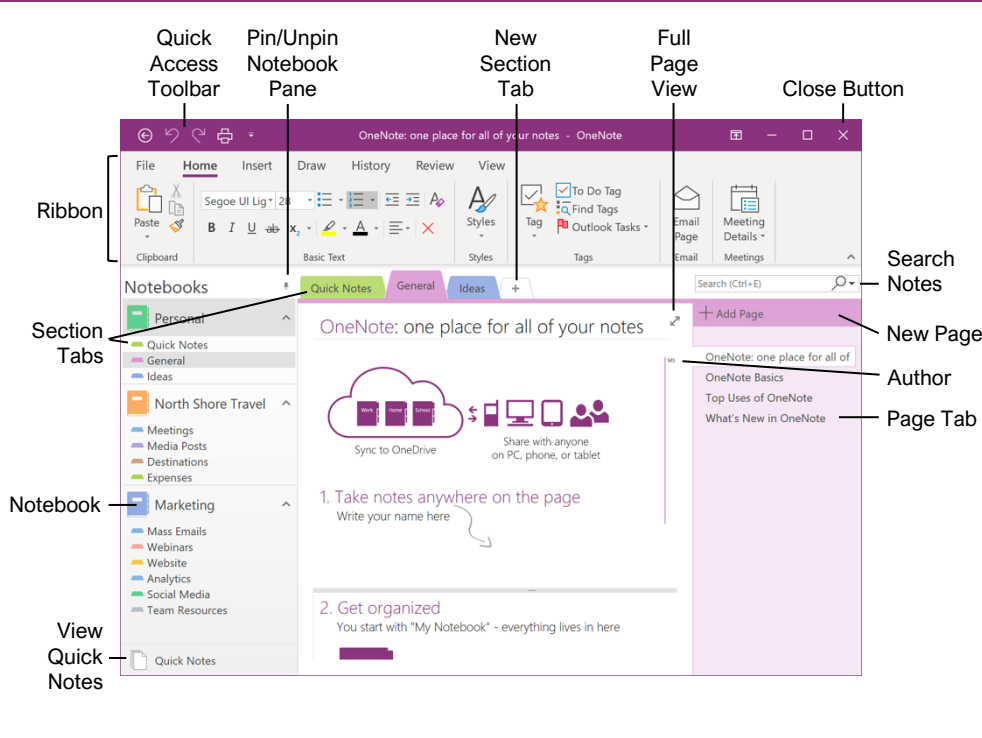 Quick
Access
Toolbar
Pin/Unpin
Notebook
Pane
New
Section
Tab
Full
Page
View
Close Button
OneNote: one place for all of your notes - OneNote
Ribbon
File Home Insert Draw History Review View
Paste
Clipboard
Segoe UI Lig 28
B I U ab x2 A
Basic Text
Styles
Styles
Tag
To Do Tag
Find Tags
Outlook Tasks
Tags
Email
Page
Email
Meeting
Details
Meetings
Search
Notes
Notebooks
Quick Notes General Ideas +
Search (Ctrl+E)
Section
Tabs
Personal
Quick Notes
General
Ideas
North Shore Travel
Meetings
Media Posts
Destinations
Expenses
Notebook
Marketing
Mass Emails
Webinars
Website
Analytics
Social Media
Team Resources
View
Quick
Notes
Quick Notes
OneNote: one place for all of your notes
Work Home School
Sync to OneDrive
Share with anyone
on PC, phone, or tablet
1. Take notes anywhere on the page
Write your name here
2. Get organized
You start with "My Notebook" - everything lives in here
MS
Add Page
New Page
OneNote: one place for all of
OneNote Basics
Top Uses of OneNote
What's New in OneNote
Author
Page Tab